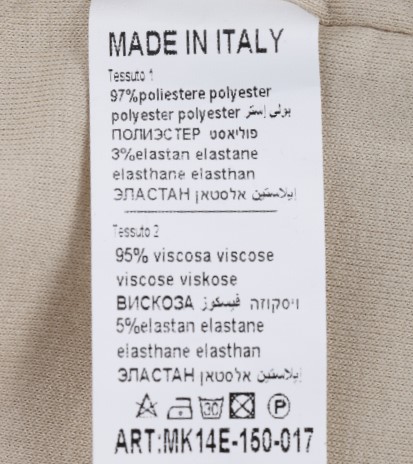 MADE IN ITALY
Tessuto 1
97%poliestere polyester
polyester polyester بولی إستر
ПОЛИЭСТЕР פוליאסט
3%elastan elastane
elasthane elasthan
ЭЛАСТАН אלסטאן إيلاستين
Tessuto 2
95% viscosa viscose
viscose viskose
ВИСКОЗА فيسكوز ויסקוזה
5%elastan elastane
elasthane elasthan
ЭЛАСТАН אלסטאן إيلاستين
30 P
ART:MK14E-150-017